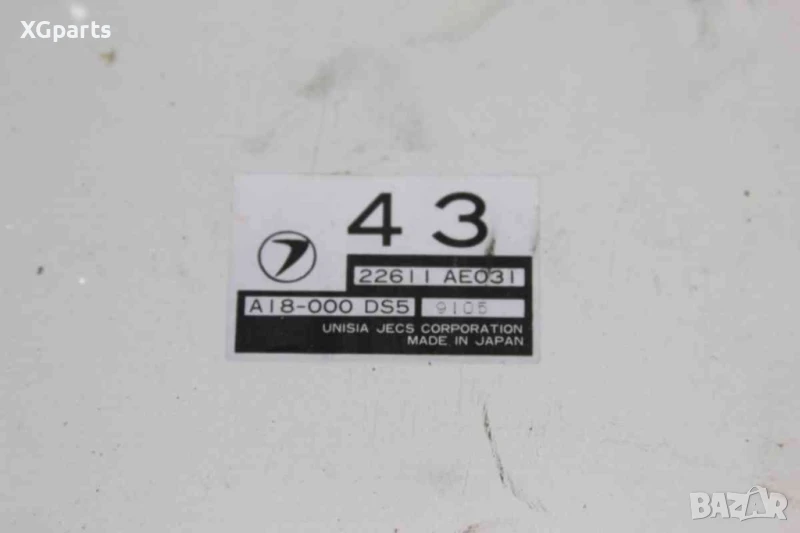 XGparts
43
22611 AE031
A18-000 DS5 9105
UNISIA JECS CORPORATION
MADE IN JAPAN
BAZAR